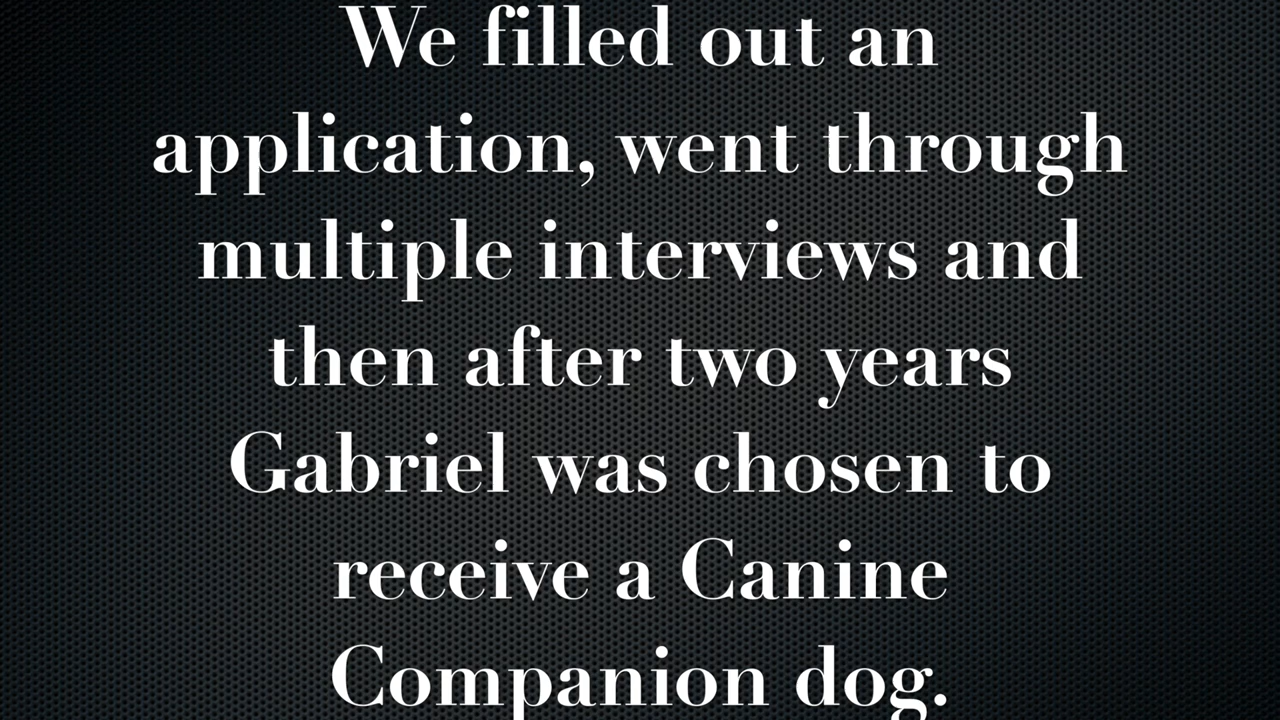 We filled out an
application, went through
multiple interviews and
then after two years
Gabriel was chosen to
receive a Canine
Companion dog.